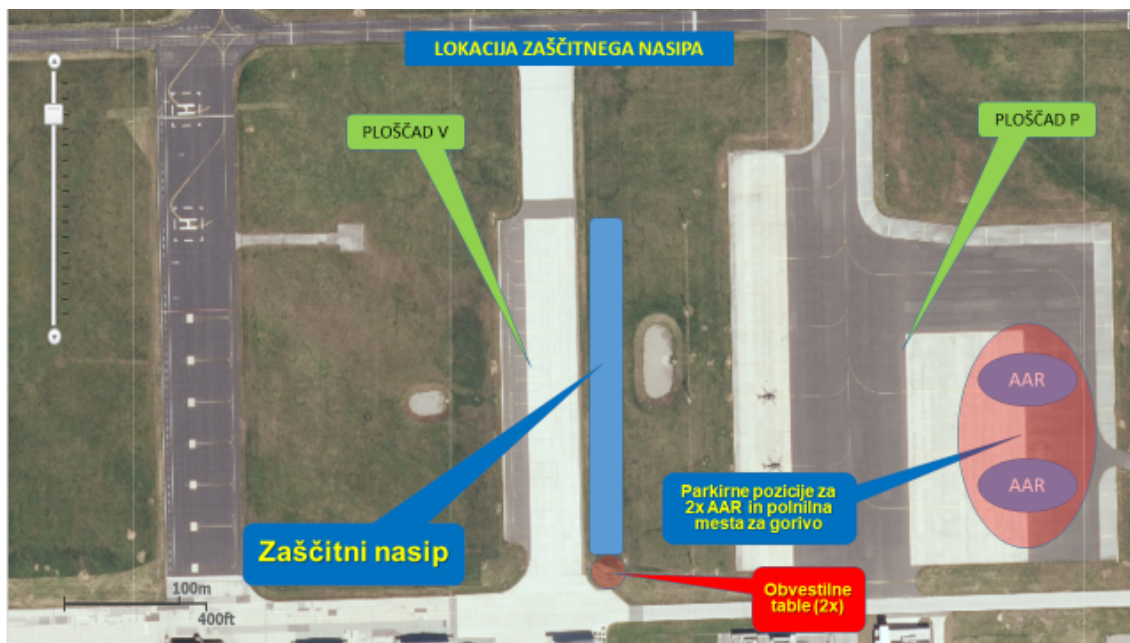 LOKACIJA ZAŠČITNEGA NASIPA
PLOŠČAD V
PLOŠČAD P
H
H
AAR
AAR
Parkirne pozicije za
2x AAR in polnilna
mesta za gorivo
Zaščitni nasip
Obvestilne
table (2x)
100m
400ft